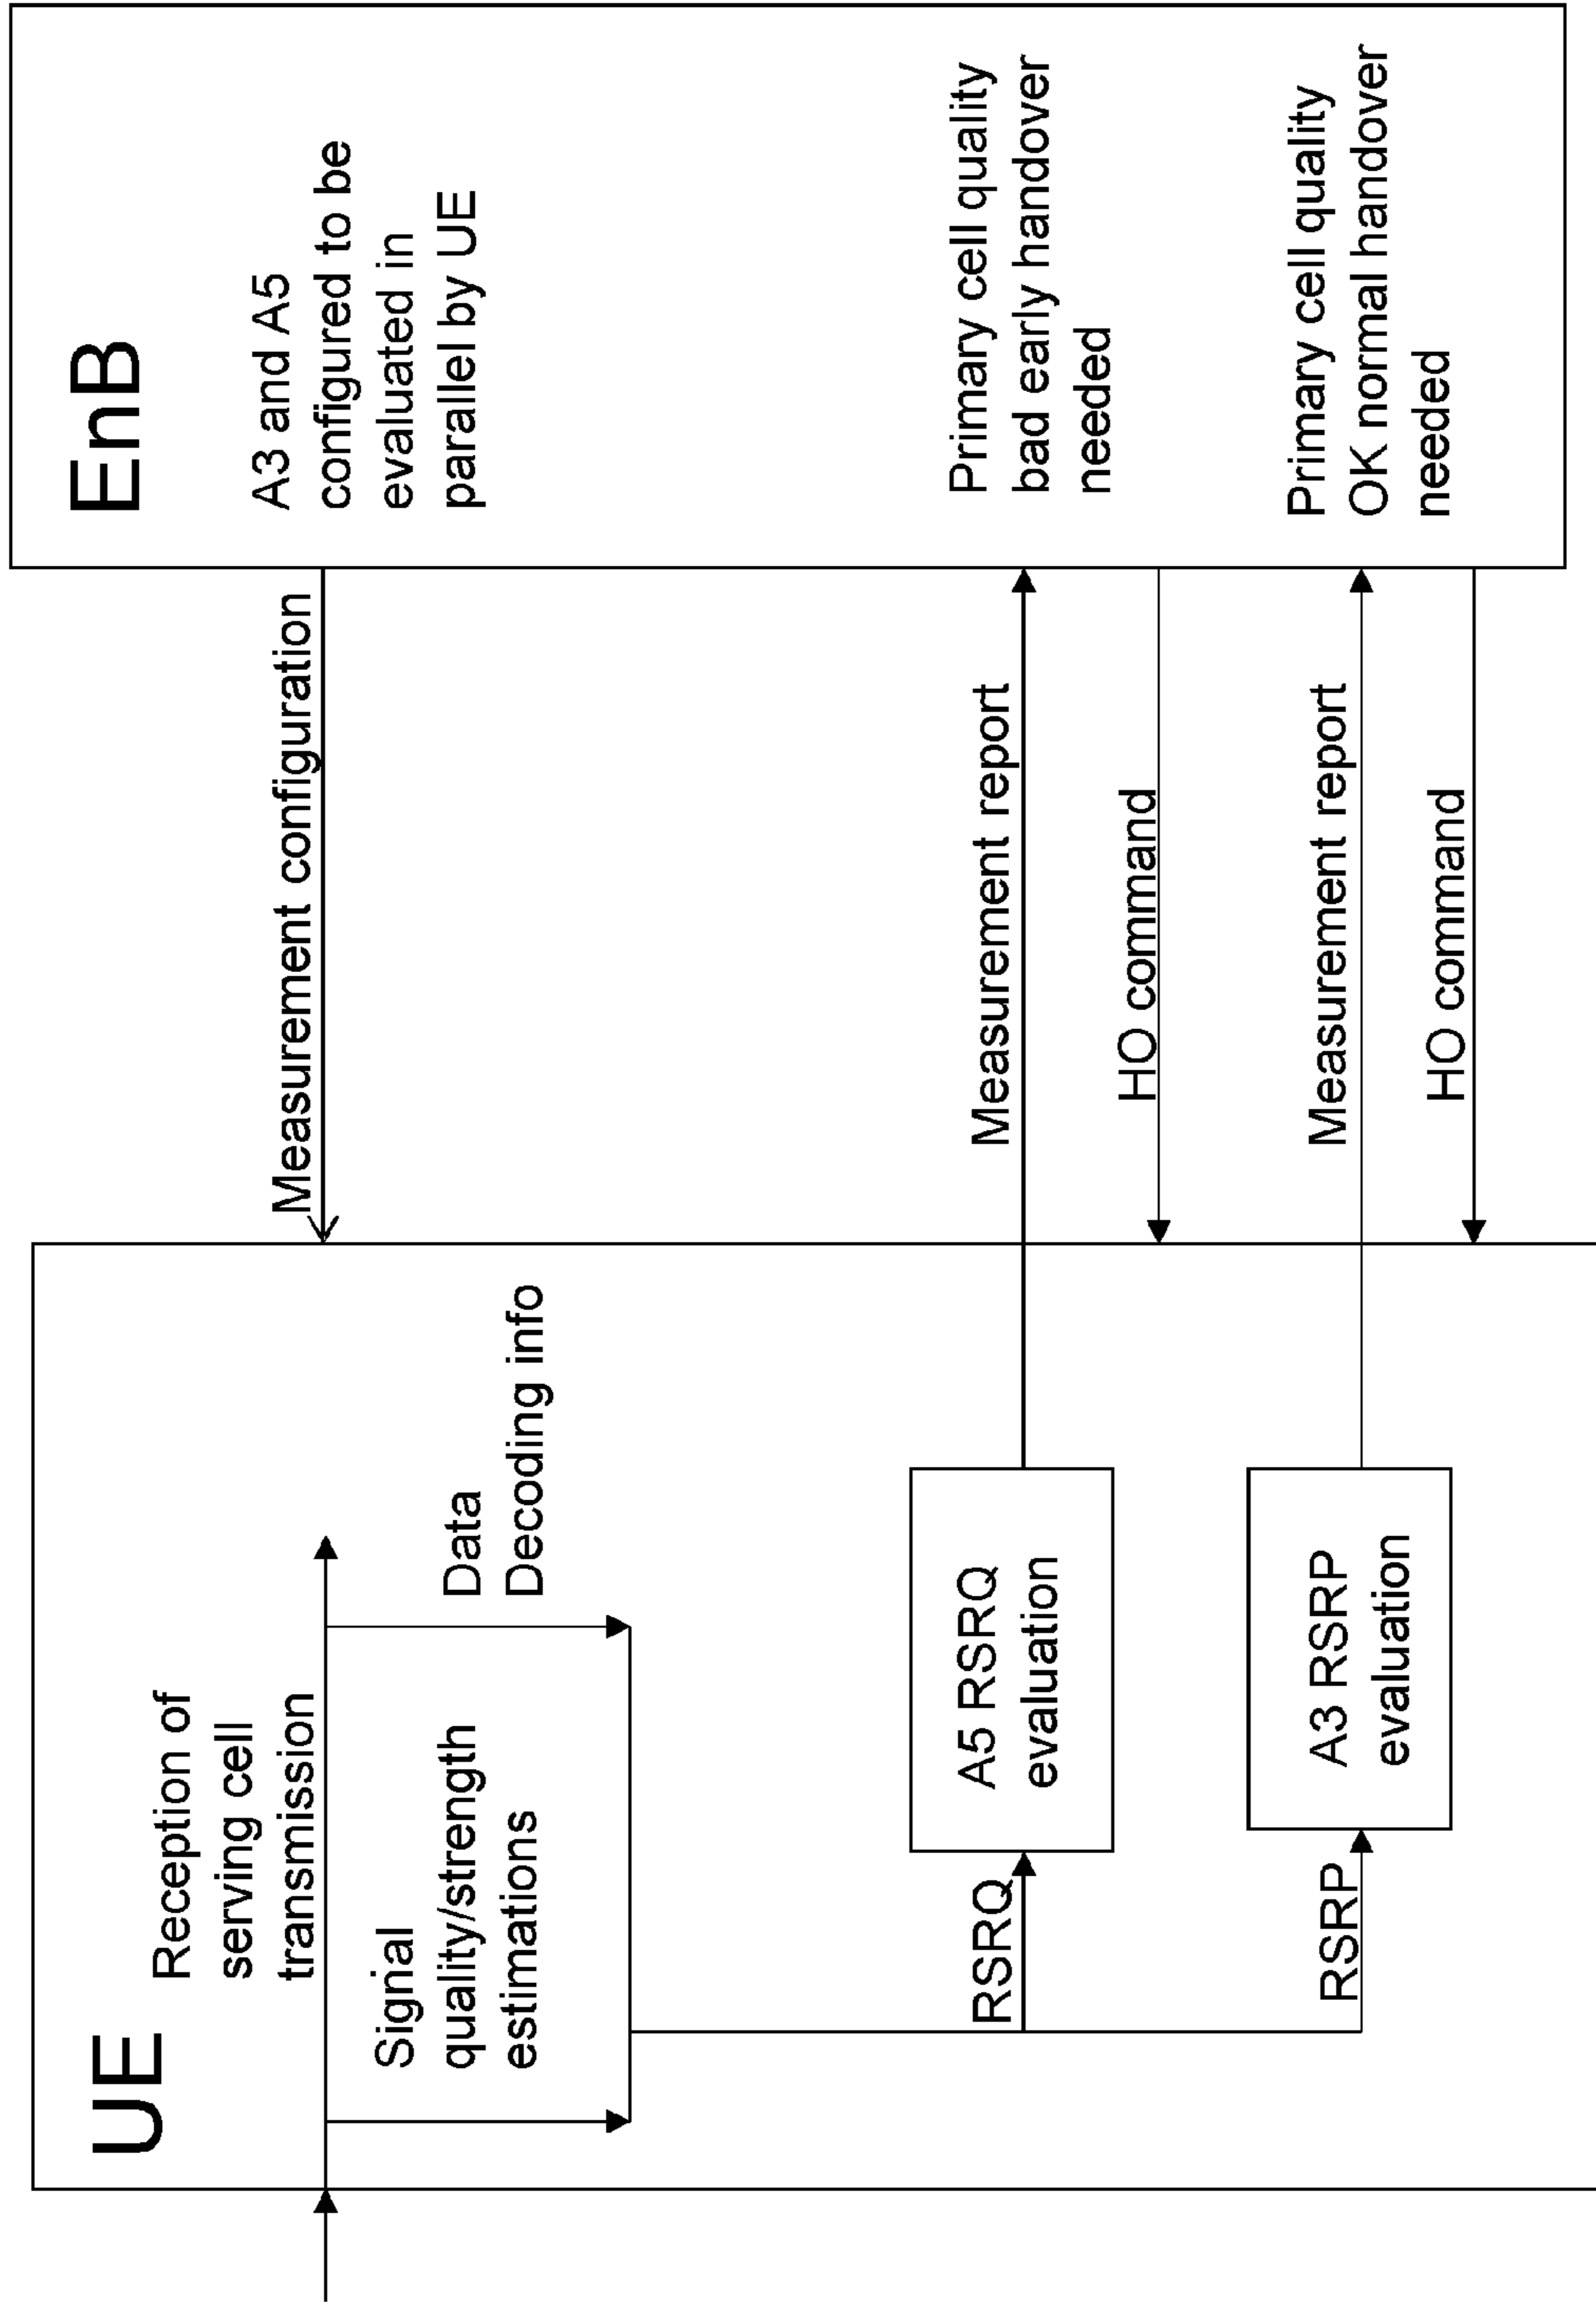 UE
Reception of
serving cell
transmission
Signal
quality/strength
estimations
Data
Decoding info
RSRQ
A5 RSRQ
evaluation
RSRP
A3 RSRP
evaluation
Measurement configuration
Measurement report
HO command
Measurement report
HO command
EnB
A3 and A5
configured to be
evaluated in
parallel by UE
Primary cell quality
bad early handover
needed
Primary cell quality
OK normal handover
needed